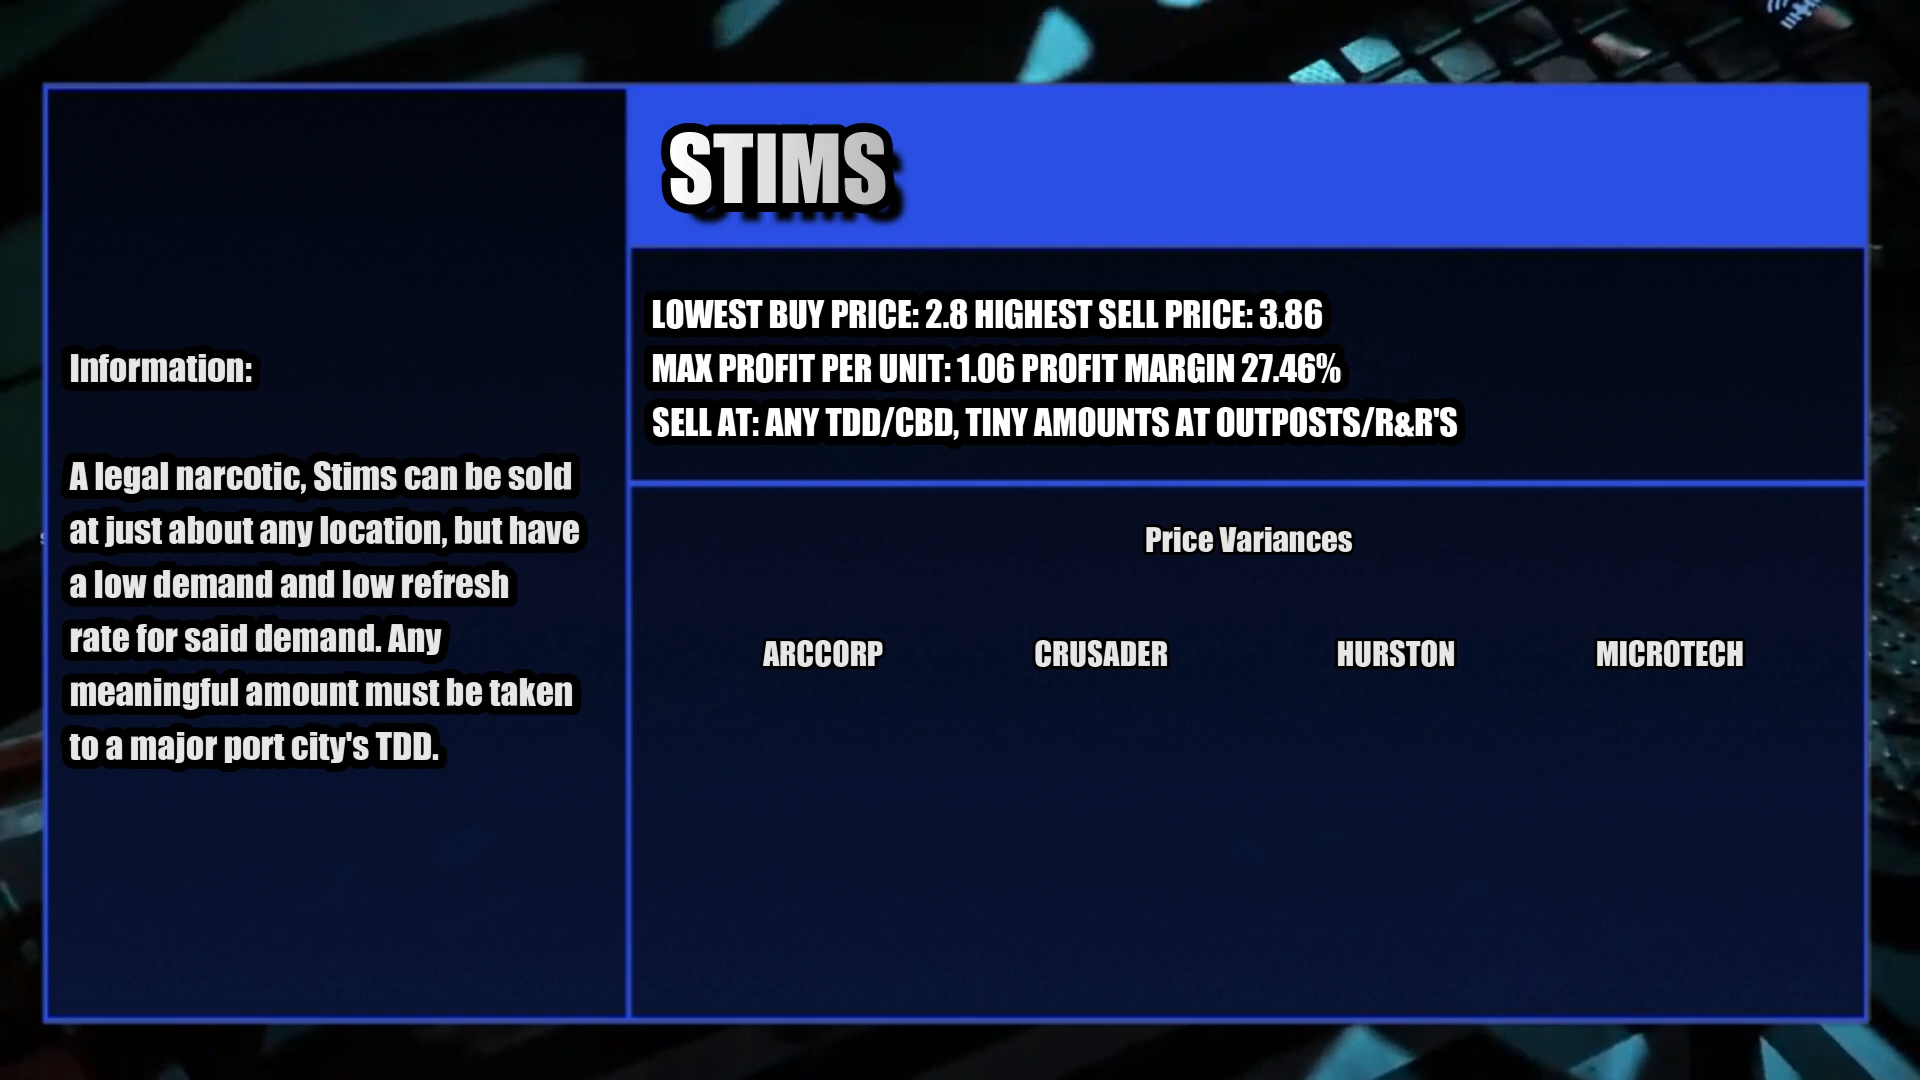 STIMS
LOWEST BUY PRICE: 2.8 HIGHEST SELL PRICE: 3.86
MAX PROFIT PER UNIT: 1.06 PROFIT MARGIN 27.46%
SELL AT: ANY TDD/CBD, TINY AMOUNTS AT OUTPOSTS/R&R'S
Information:
A legal narcotic, Stims can be sold
at just about any location, but have
a low demand and low refresh
rate for said demand. Any
meaningful amount must be taken
to a major port city's TDD.
Price Variances
ARCCORP CRUSADER HURSTON MICROTECH